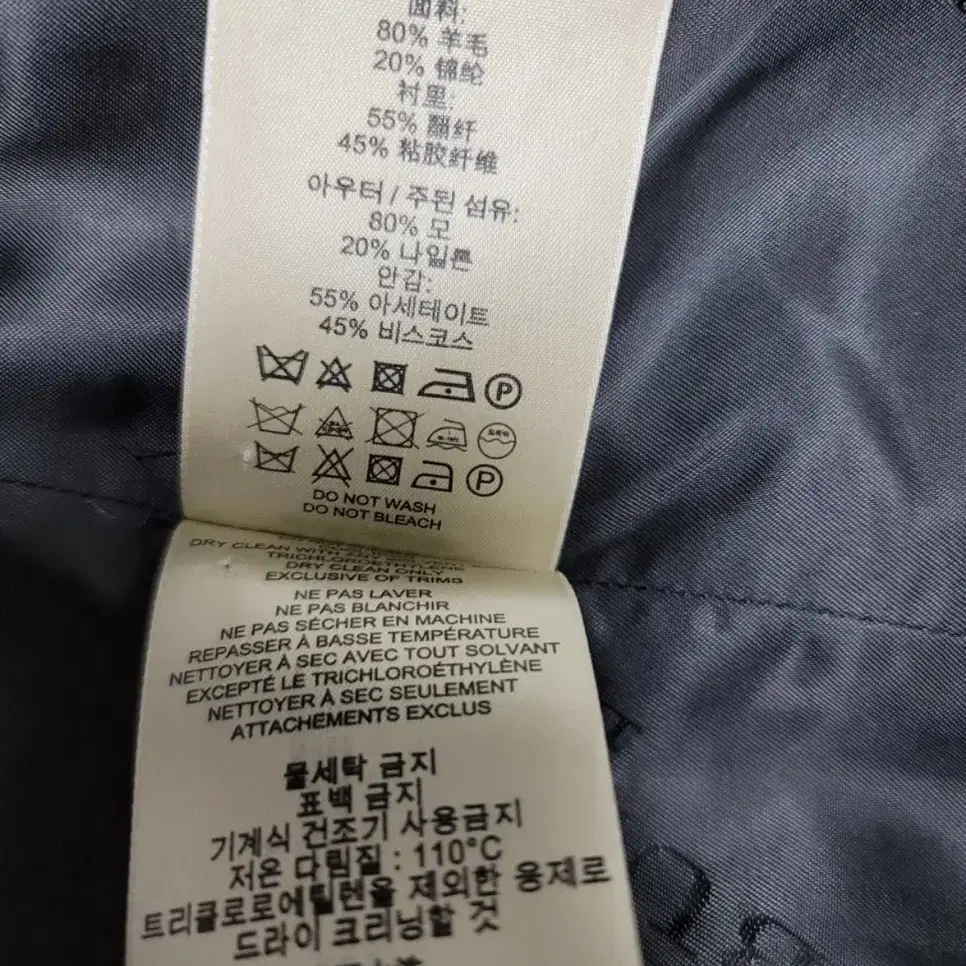 面料:
80% 羊毛
20% 锦纶
衬里:
55% 醋纤
45% 粘胶纤维
아우터 / 주된 섬유:
80% 모
20% 나일론
안감:
55% 아세테이트
45% 비스코스
P
P
DO NOT WASH
DO NOT BLEACH
DRY CLEAN WITH ANY
TRICHLOROETHYLENE
DRY CLEAN ONLY
EXCLUSIVE OF TRIMS
NE PAS LAVER
NE PAS BLANCHIR
NE PAS SÉCHER EN MACHINE
REPASSER À BASSE TEMPÉRATURE
NETTOYER À SEC AVEC TOUT SOLVANT
EXCEPTÉ LE TRICHLOROÉTHYLÈNE
NETTOYER À SEC SEULEMENT
ATTACHEMENTS EXCLUS
물세탁 금지
표백 금지
기계식 건조기 사용금지
저온 다림질 : 110°C
트리클로로에틸렌을 제외한 용제로
드라이 크리닝할 것